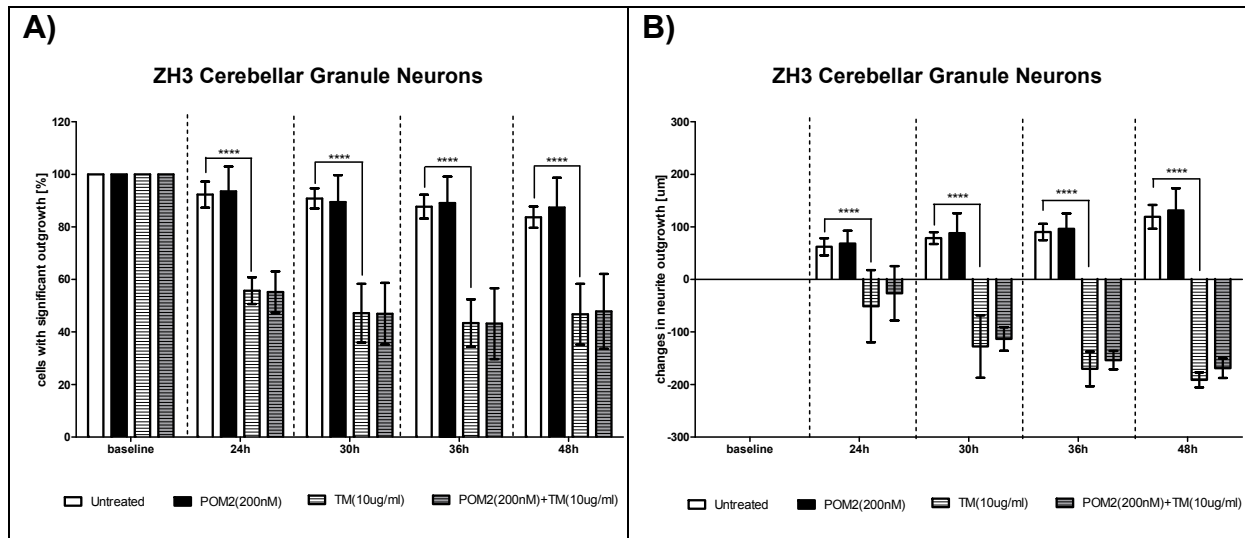 A)
ZH3 Cerebellar Granule Neurons
cells with significant outgrowth [%]
120
100
80
60
40
20
0
****
****
****
****
baseline
24h
30h
36h
48h
Untreated
POM2(200nM)
TM(10ug/ml)
POM2(200nM)+TM(10ug/ml)
B)
ZH3 Cerebellar Granule Neurons
changes in neurite outgrowth [um]
300
200
100
0
-100
-200
-300
****
****
****
****
baseline
24h
30h
36h
48h
Untreated
POM2(200nM)
TM(10ug/ml)
POM2(200nM)+TM(10ug/ml)